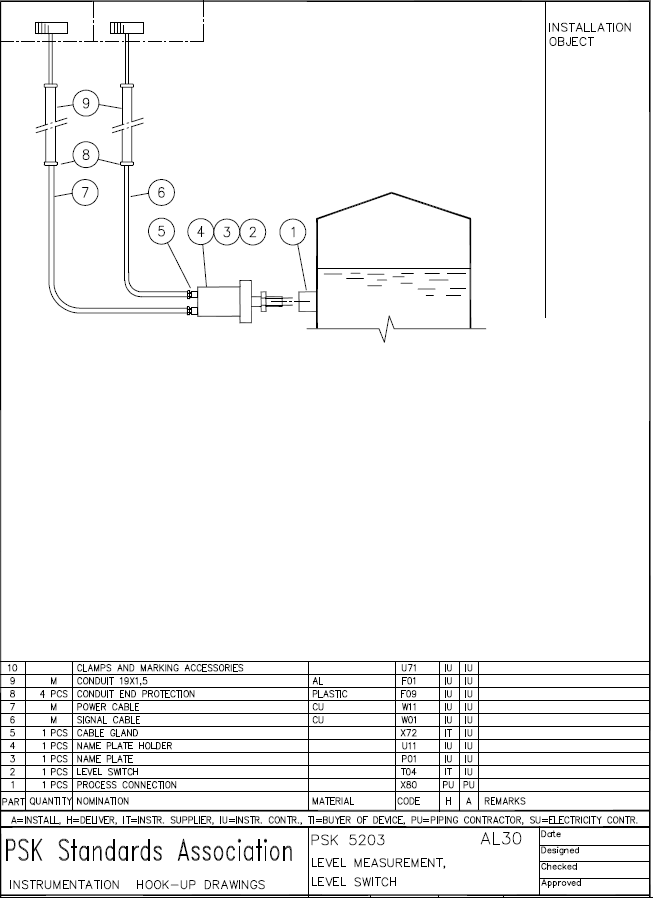 INSTALLATION
OBJECT
9
8
7
6
5
4
3
2
1
10 CLAMPS AND MARKING ACCESSORIES U71 IU IU
9 M CONDUIT 19X1,5 AL F01 IU IU
8 4 PCS CONDUIT END PROTECTION PLASTIC F09 IU IU
7 M POWER CABLE CU W11 IU IU
6 M SIGNAL CABLE CU W01 IU IU
5 1 PCS CABLE GLAND X72 IT IU
4 1 PCS NAME PLATE HOLDER U11 IU IU
3 1 PCS NAME PLATE P01 IU IU
2 1 PCS LEVEL SWITCH T04 IT IU
1 1 PCS PROCESS CONNECTION X80 PU PU
PART QUANTITY NOMINATION MATERIAL CODE H A REMARKS
A=INSTALL, H=DELIVER, IT=INSTR. SUPPLIER, IU=INSTR. CONTR., TI=BUYER OF DEVICE, PU=PIPING CONTRACTOR, SU=ELECTRICITY CONTR.
PSK Standards Association
INSTRUMENTATION HOOK-UP DRAWINGS
PSK 5203 AL30
LEVEL MEASUREMENT,
LEVEL SWITCH
Date
Designed
Checked
Approved